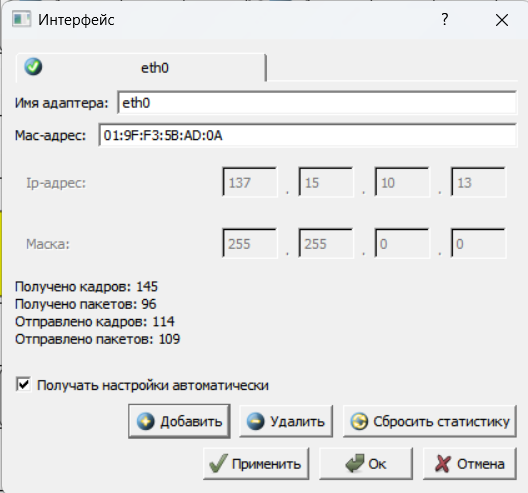 Интерфейс ?
eth0
Имя адаптера: eth0
Mac-адрес: 01:9F:F3:5B:AD:0A
Ip-адрес: 137 . 15 . 10 . 13
Маска: 255 . 255 . 0 . 0
Получено кадров: 145
Получено пакетов: 96
Отправлено кадров: 114
Отправлено пакетов: 109
Получать настройки автоматически
Добавить Удалить Сбросить статистику
Применить Ок Отмена